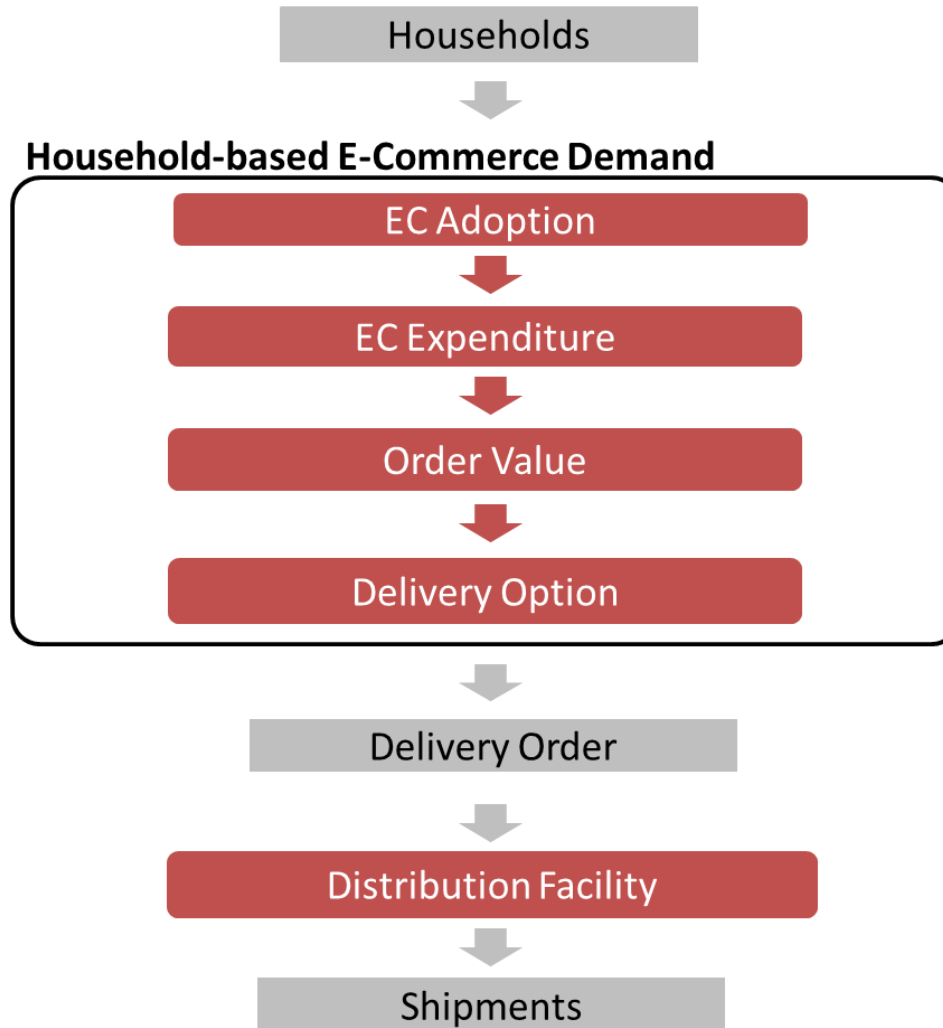 Households
Household-based E-Commerce Demand
EC Adoption
EC Expenditure
Order Value
Delivery Option
Delivery Order
Distribution Facility
Shipments